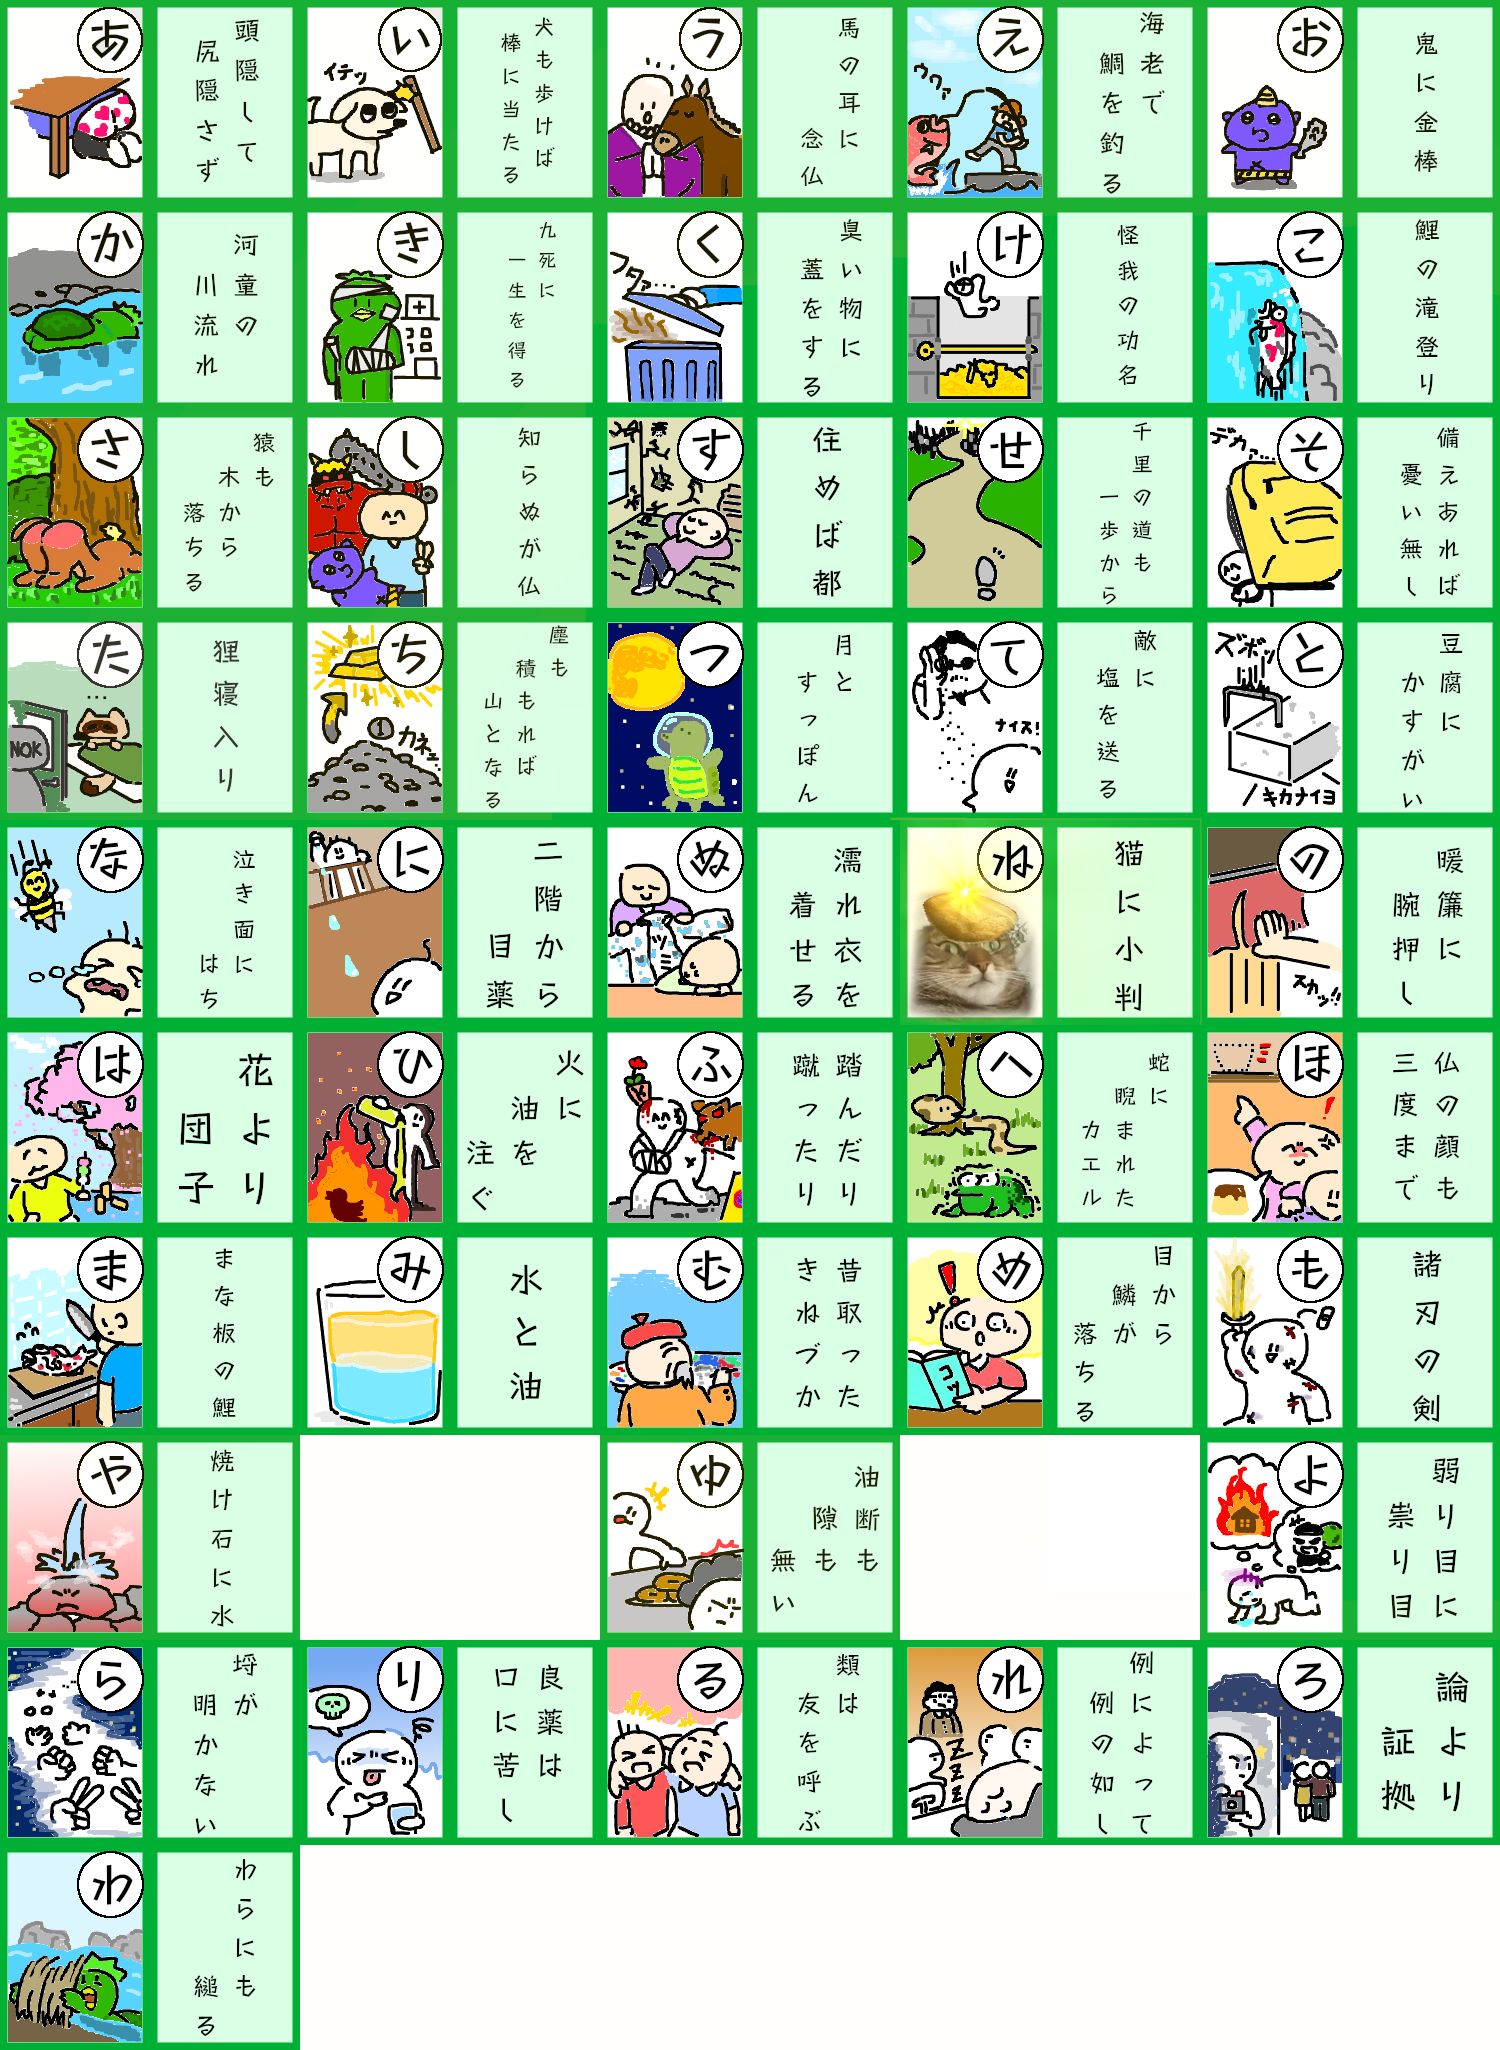 あ
頭隠して
尻隠さず
い
イテッ
犬も歩けば
棒に当たる
う
馬の耳に
念仏
え
ウワァ
海老で
鯛を釣る
お
鬼に金棒
か
河童の
川流れ
き
九死に
一生を得る
く
フタァ…
臭い物に
蓋をする
け
怪我の功名
こ
鯉の滝登り
さ
猿も
木から
落ちる
し
知らぬが仏
す
住めば都
せ
千里の道も
一歩から
そ
デカァ…
備えあれば
憂い無し
た
…
NOK
狸寝入り
ち
1
カネェ…
塵も
積もれば
山となる
つ
月と
すっぽん
て
ナイス!
敵に
塩を送る
と
ズボッ
キカナイヨ
豆腐に
かすがい
な
泣き面に
はち
に
二階から
目薬
ぬ
濡れ衣を
着せる
ね
猫に小判
の
スカッ!!
暖簾に
腕押し
は
花より
団子
ひ
火に
油を
注ぐ
ふ
踏んだり
蹴ったり
へ
蛇に
睨まれた
カエル
ほ
!
仏の顔も
三度まで
ま
まな板の鯉
み
水と油
む
昔取った
きねづか
め
!
コツ
目から
鱗が
落ちる
も
諸刃の剣
や
焼け石に水
ゆ
油断も
隙も
無い
よ
弱り目に
祟り目
ら
埒が
明かない
り
良薬は
口に苦し
る
類は
友を呼ぶ
れ
ZZZ
例によって
例の如し
ろ
論より
証拠
わ
わらにも
縋る